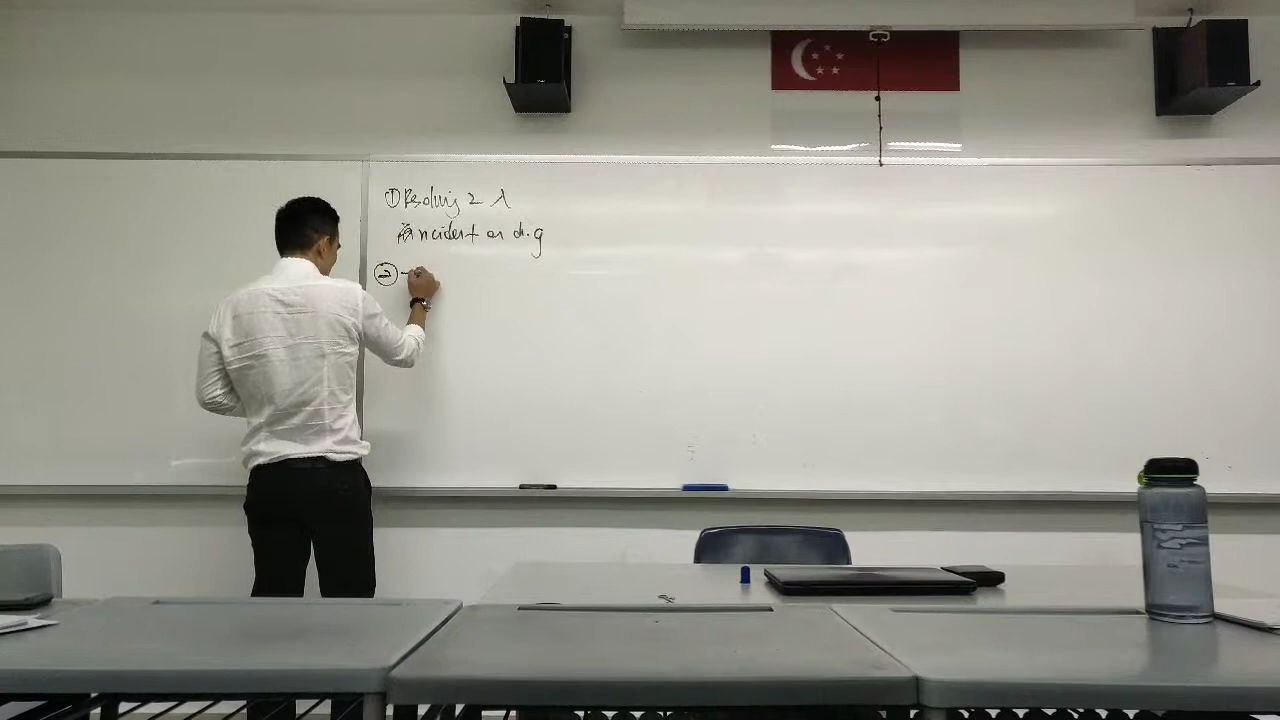 ① Resolving 2 λ
incident on d.g
②